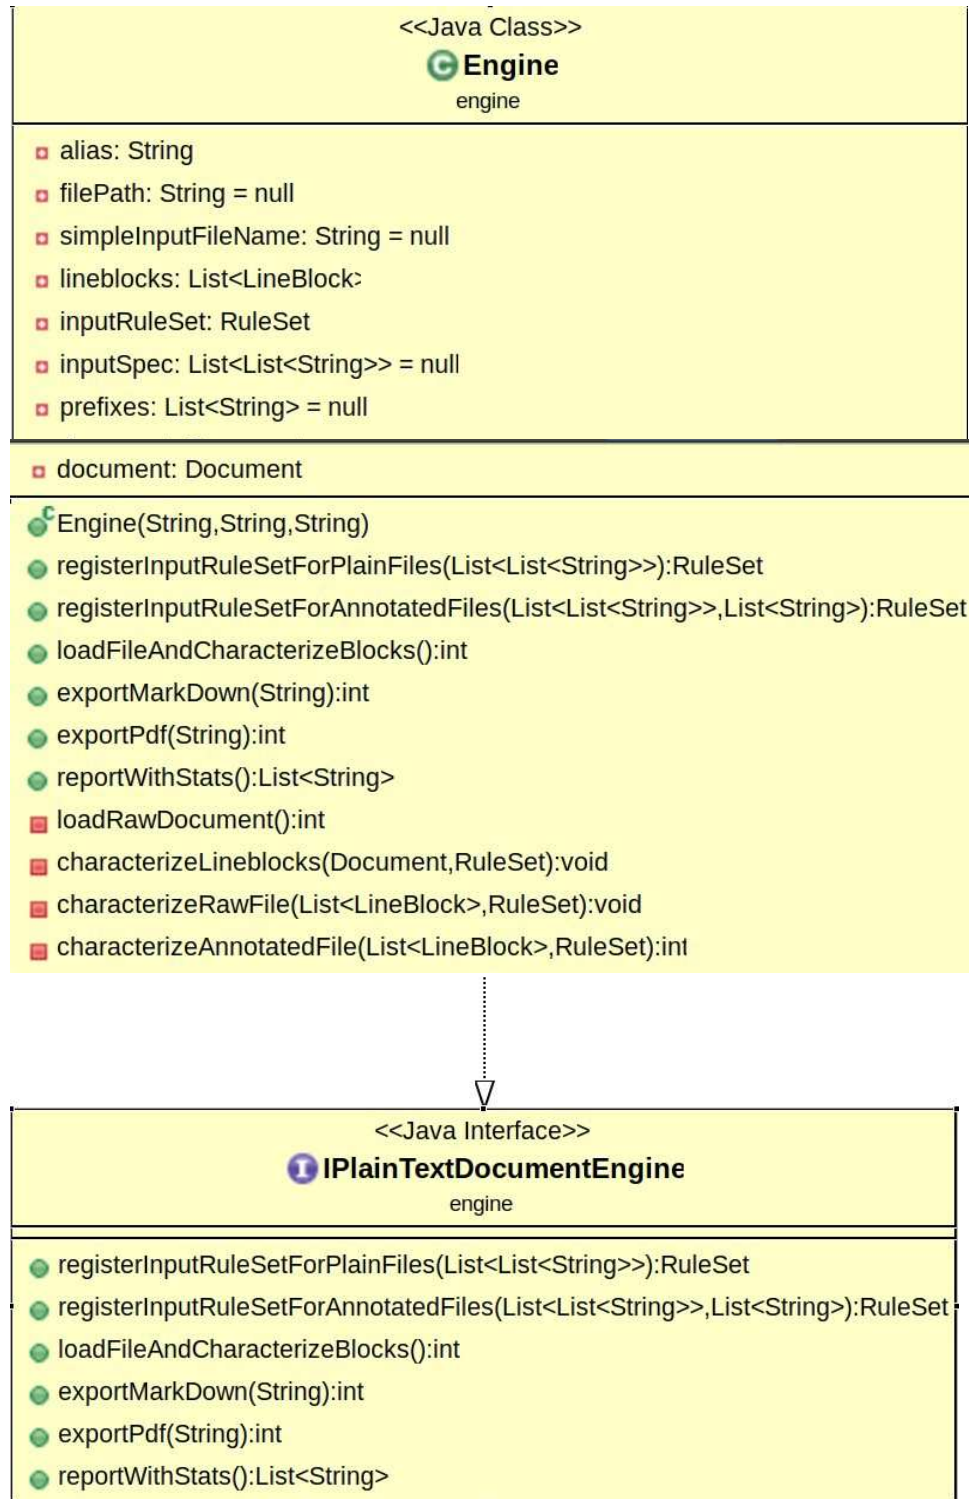 <<Java Class>>
Engine
engine
alias: String
filePath: String = null
simpleInputFileName: String = null
lineblocks: List<LineBlock>
inputRuleSet: RuleSet
inputSpec: List<List<String>> = null
prefixes: List<String> = null
document: Document
Engine(String,String,String)
registerInputRuleSetForPlainFiles(List<List<String>>):RuleSet
registerInputRuleSetForAnnotatedFiles(List<List<String>>,List<String>):RuleSet
loadFileAndCharacterizeBlocks():int
exportMarkDown(String):int
exportPdf(String):int
reportWithStats():List<String>
loadRawDocument():int
characterizeLineblocks(Document,RuleSet):void
characterizeRawFile(List<LineBlock>,RuleSet):void
characterizeAnnotatedFile(List<LineBlock>,RuleSet):int
<<Java Interface>>
IPlainTextDocumentEngine
engine
registerInputRuleSetForPlainFiles(List<List<String>>):RuleSet
registerInputRuleSetForAnnotatedFiles(List<List<String>>,List<String>):RuleSet
loadFileAndCharacterizeBlocks():int
exportMarkDown(String):int
exportPdf(String):int
reportWithStats():List<String>